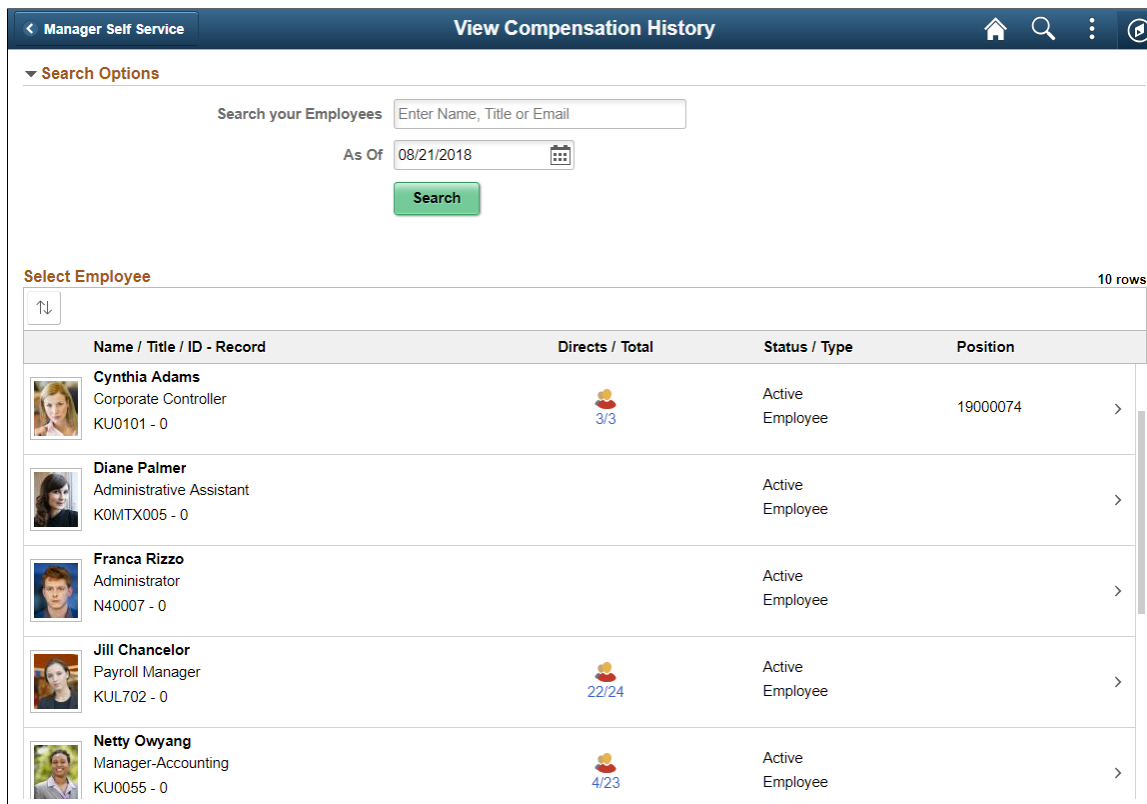 Manager Self Service
View Compensation History
Search Options
Search your Employees
Enter Name, Title or Email
As Of
08/21/2018
Search
Select Employee
10 rows
Name / Title / ID - Record
Directs / Total
Status / Type
Position
Cynthia Adams
Corporate Controller
KU0101 - 0
3/3
Active
Employee
19000074
Diane Palmer
Administrative Assistant
K0MTX005 - 0
Active
Employee
Franca Rizzo
Administrator
N40007 - 0
Active
Employee
Jill Chancelor
Payroll Manager
KUL702 - 0
22/24
Active
Employee
Netty Owyang
Manager-Accounting
KU0055 - 0
4/23
Active
Employee